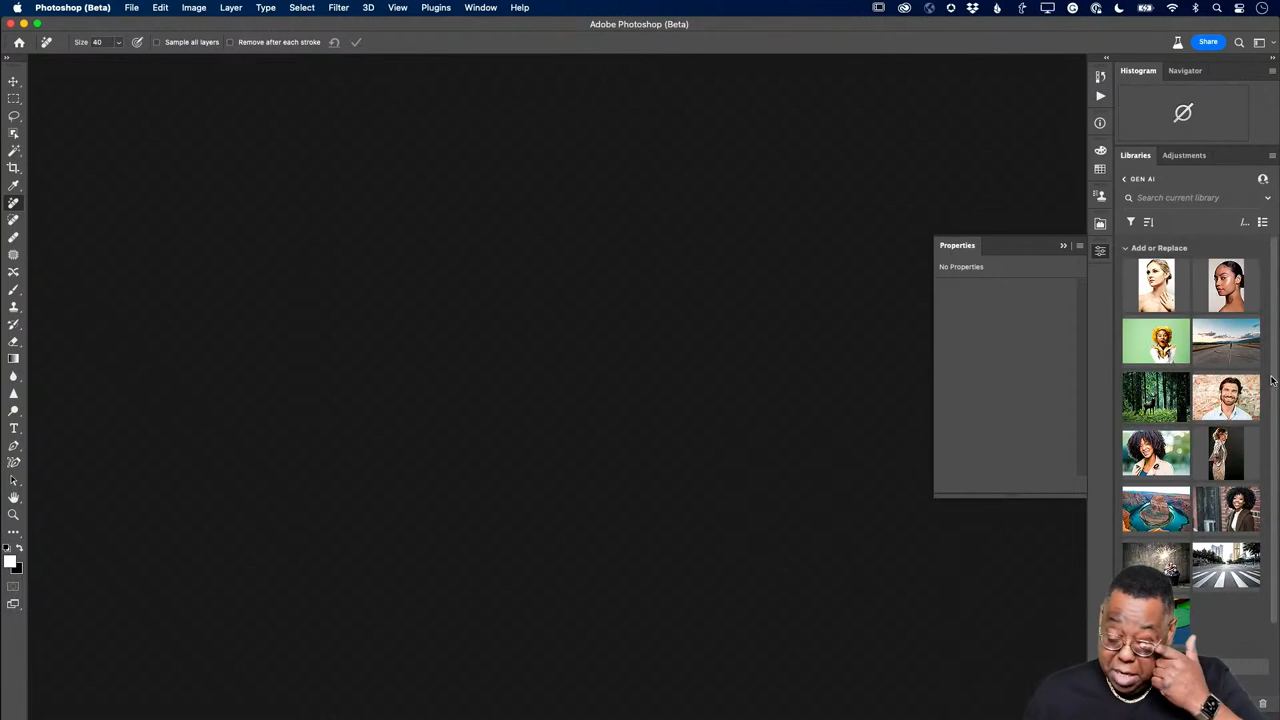 Photoshop (Beta) File Edit Image Layer Type Select Filter 3D View Plugins Window Help
Adobe Photoshop (Beta)
Size 40 Sample all layers Remove after each stroke Share
Histogram Navigator
Libraries Adjustments
GEN AI
Search current library
Add or Replace
Properties
No Properties